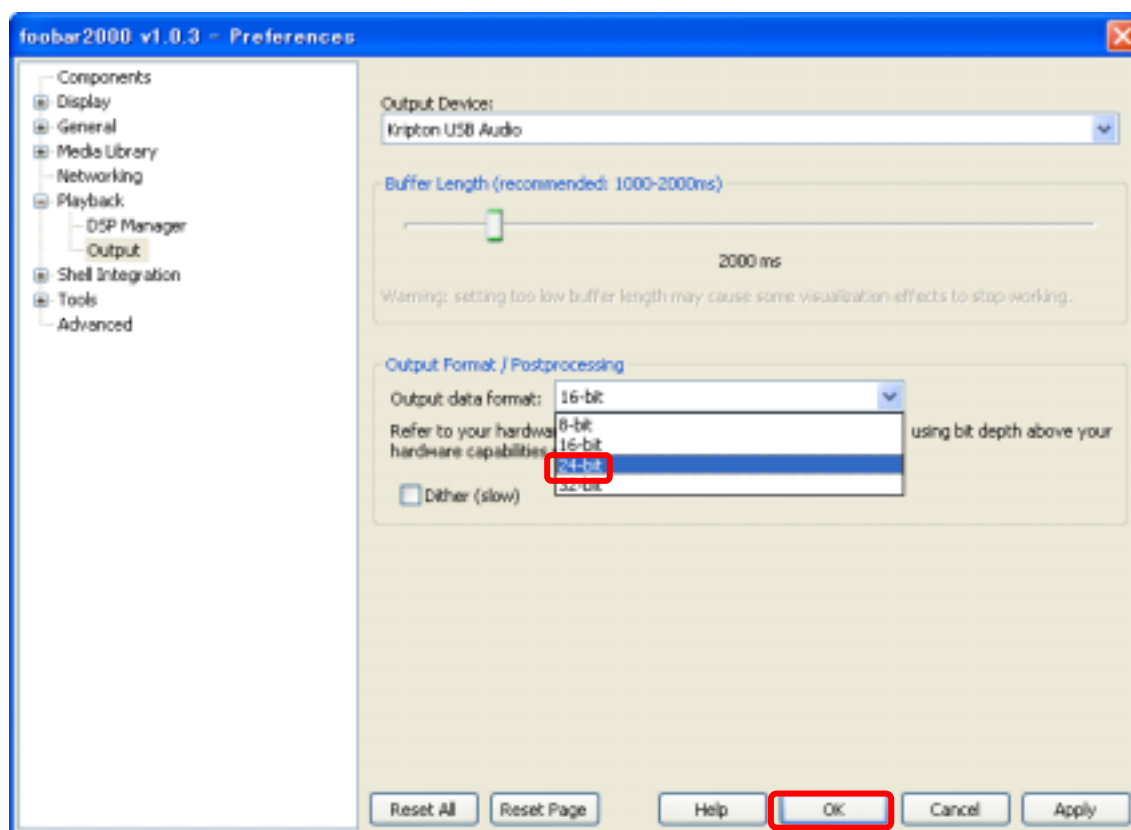 foobar2000 v1.0.3 - Preferences
Components
Display
General
Media Library
Networking
Playback
DSP Manager
Output
Shell Integration
Tools
Advanced
Output Device:
Kripton USB Audio
Buffer Length (recommended: 1000-2000ms)
2000 ms
Warning: setting too low buffer length may cause some visualization effects to stop working.
Output Format / Postprocessing
Output data format: 16-bit
8-bit
16-bit
24-bit
32-bit
Refer to your hardwa using bit depth above your
hardware capabilities
Dither (slow)
Reset All Reset Page Help OK Cancel Apply